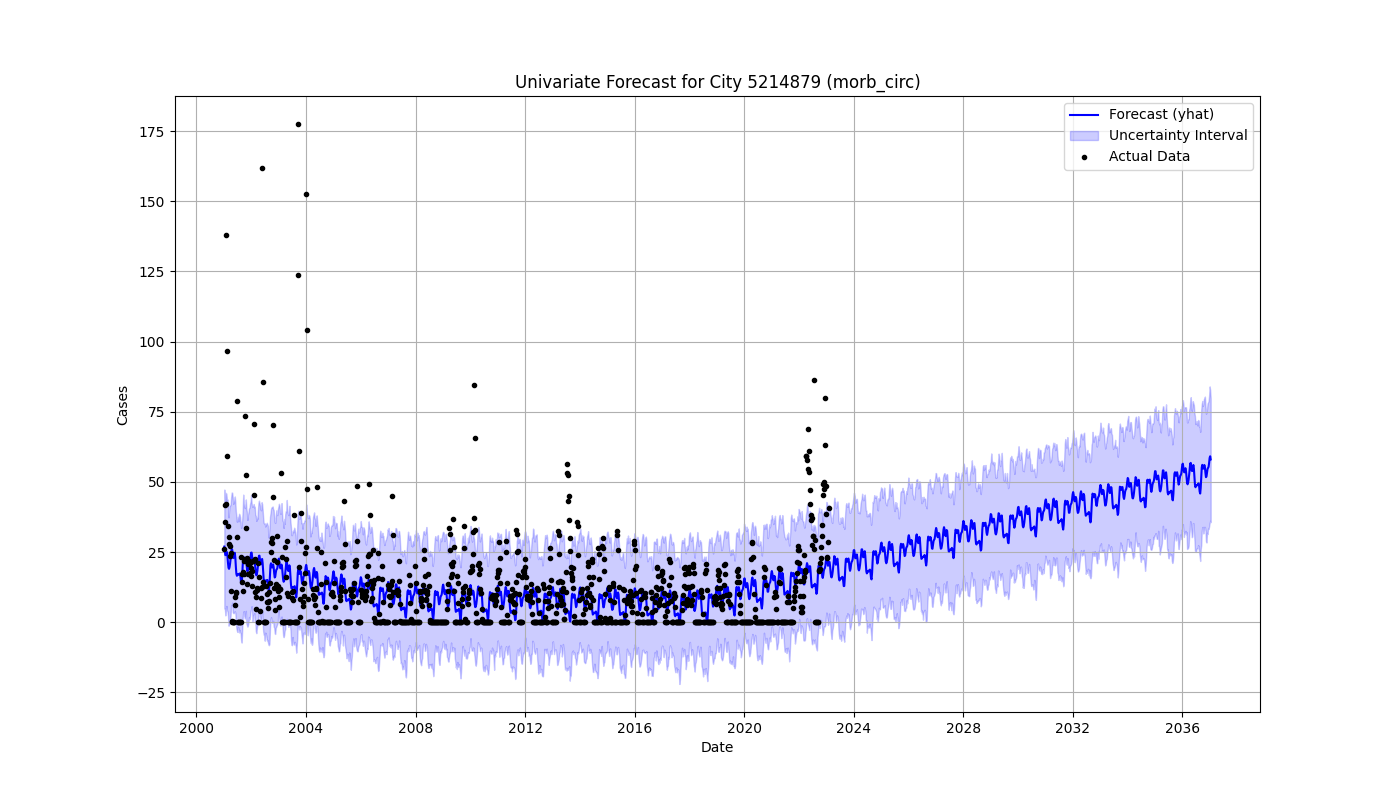 Univariate Forecast for City 5214879 (morb_circ)
Forecast (yhat)
Uncertainty Interval
Actual Data
Cases
175
150
125
100
75
50
25
0
−25
2000 2004 2008 2012 2016 2020 2024 2028 2032 2036
Date